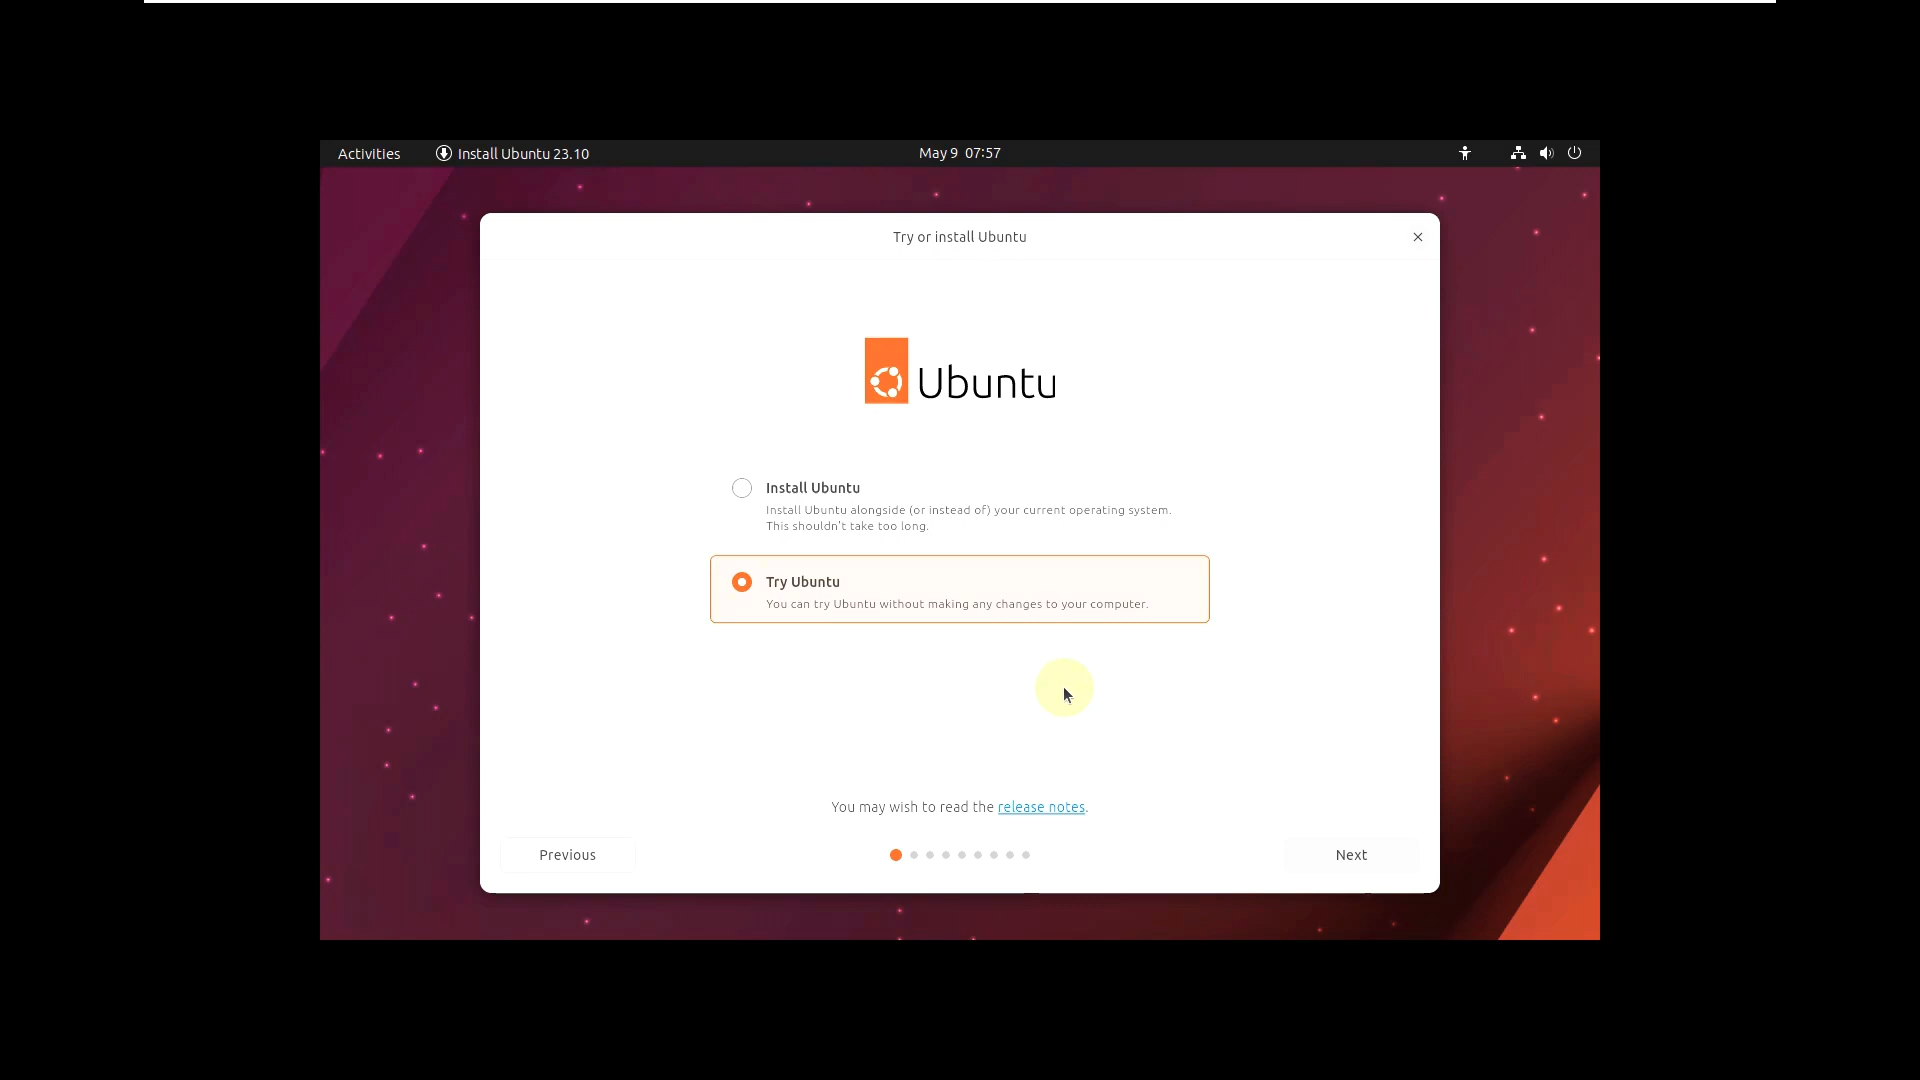 Activities Install Ubuntu 23.10 May 9 07:57
Try or install Ubuntu
Ubuntu
Install Ubuntu
Install Ubuntu alongside (or instead of) your current operating system.
This shouldn't take too long.
Try Ubuntu
You can try Ubuntu without making any changes to your computer.
You may wish to read the release notes.
Previous Next